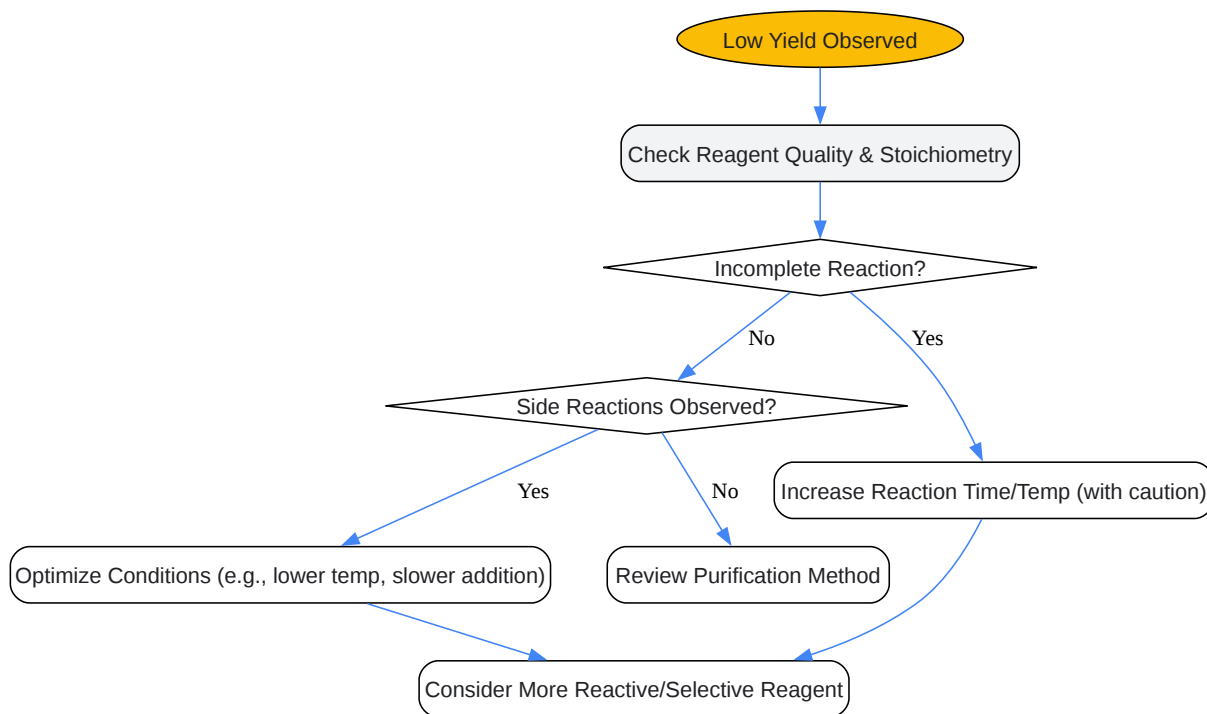 Low Yield Observed
Check Reagent Quality & Stoichiometry
Incomplete Reaction?
No
Yes
Side Reactions Observed?
Yes
No
Increase Reaction Time/Temp (with caution)
Optimize Conditions (e.g., lower temp, slower addition)
Review Purification Method
Consider More Reactive/Selective Reagent